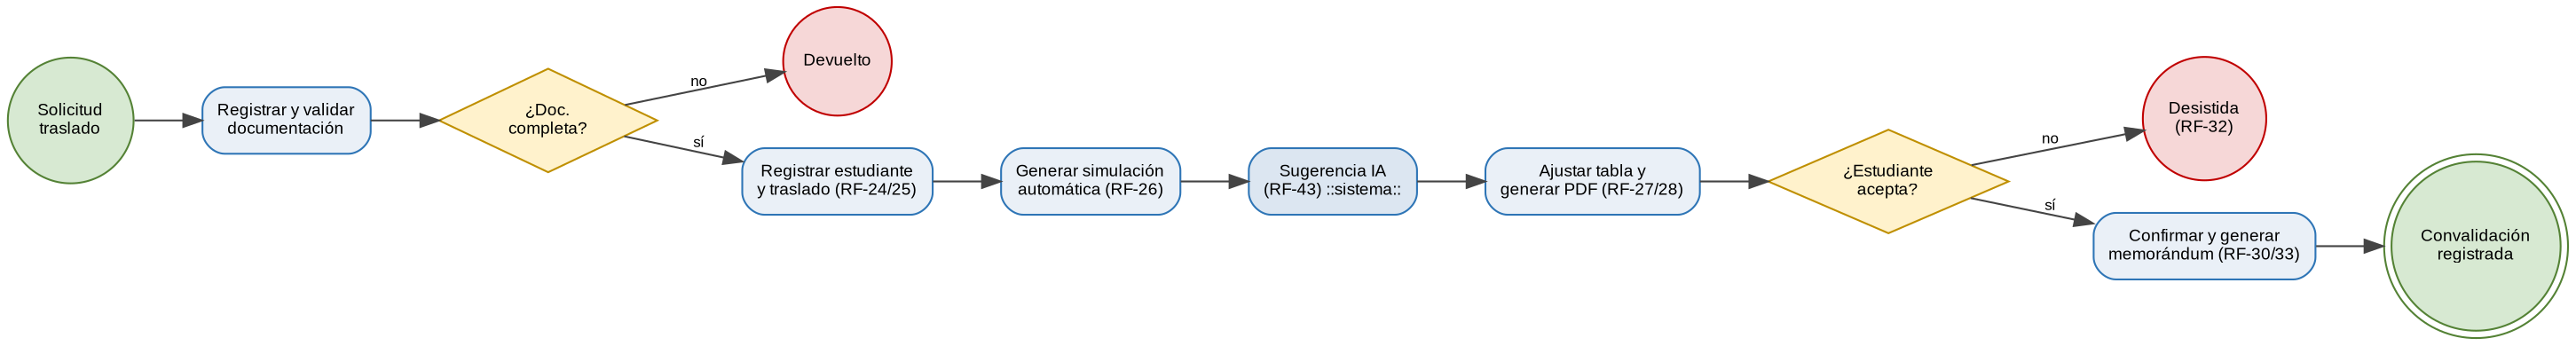 Solicitud
traslado
Registrar y validar
documentación
¿Doc.
completa?
no
Devuelto
sí
Registrar estudiante
y traslado (RF-24/25)
Generar simulación
automática (RF-26)
Sugerencia IA
(RF-43) ::sistema::
Ajustar tabla y
generar PDF (RF-27/28)
¿Estudiante
acepta?
no
Desistida
(RF-32)
sí
Confirmar y generar
memorándum (RF-30/33)
Convalidación
registrada